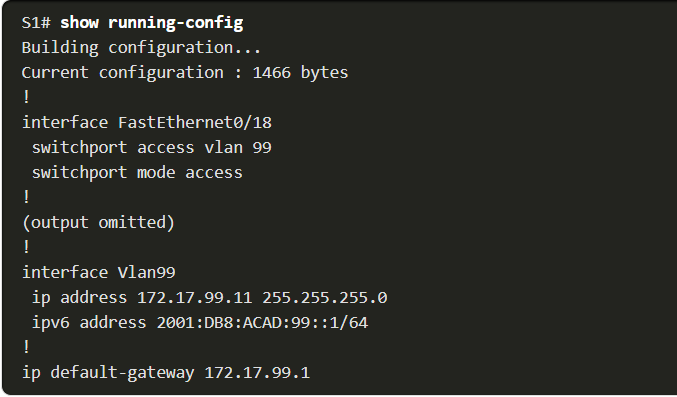 S1# show running-config
Building configuration...
Current configuration : 1466 bytes
!
interface FastEthernet0/18
 switchport access vlan 99
 switchport mode access
!
(output omitted)
!
interface Vlan99
 ip address 172.17.99.11 255.255.255.0
 ipv6 address 2001:DB8:ACAD:99::1/64
!
ip default-gateway 172.17.99.1